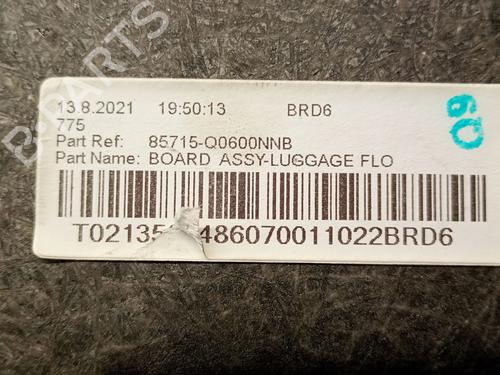 B-PARTS
13.8.2021 19:50:13 BRD6
775
Part Ref: 85715-Q0600NNB
Part Name: BOARD ASSY-LUGGAGE FLO
60